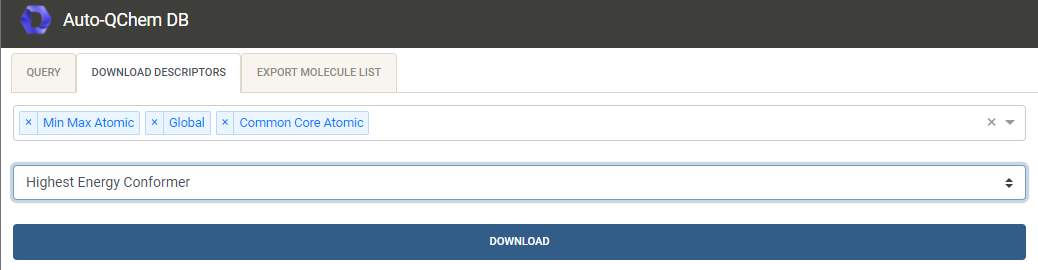 Auto-QChem DB
QUERY DOWNLOAD DESCRIPTORS EXPORT MOLECULE LIST
× Min Max Atomic × Global × Common Core Atomic ×
Highest Energy Conformer
DOWNLOAD